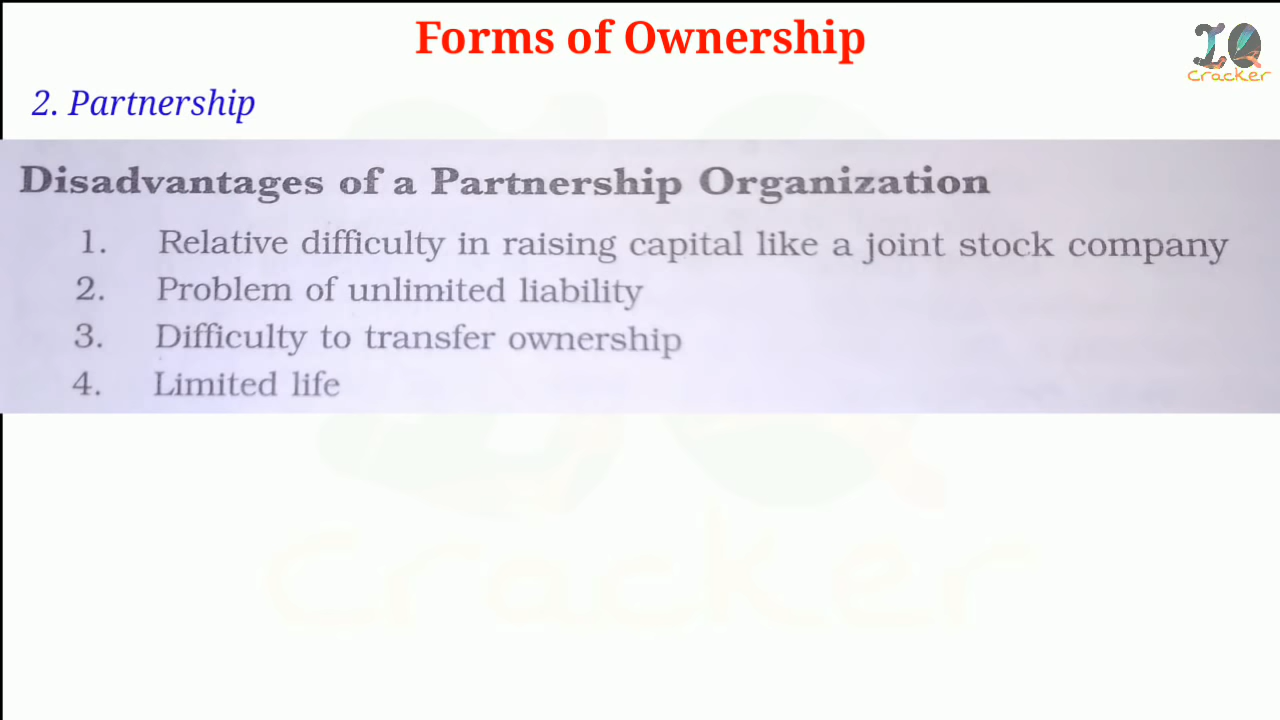 Forms of Ownership
IQ
Cracker
2. Partnership
Disadvantages of a Partnership Organization
1. Relative difficulty in raising capital like a joint stock company
2. Problem of unlimited liability
3. Difficulty to transfer ownership
4. Limited life
Cracker